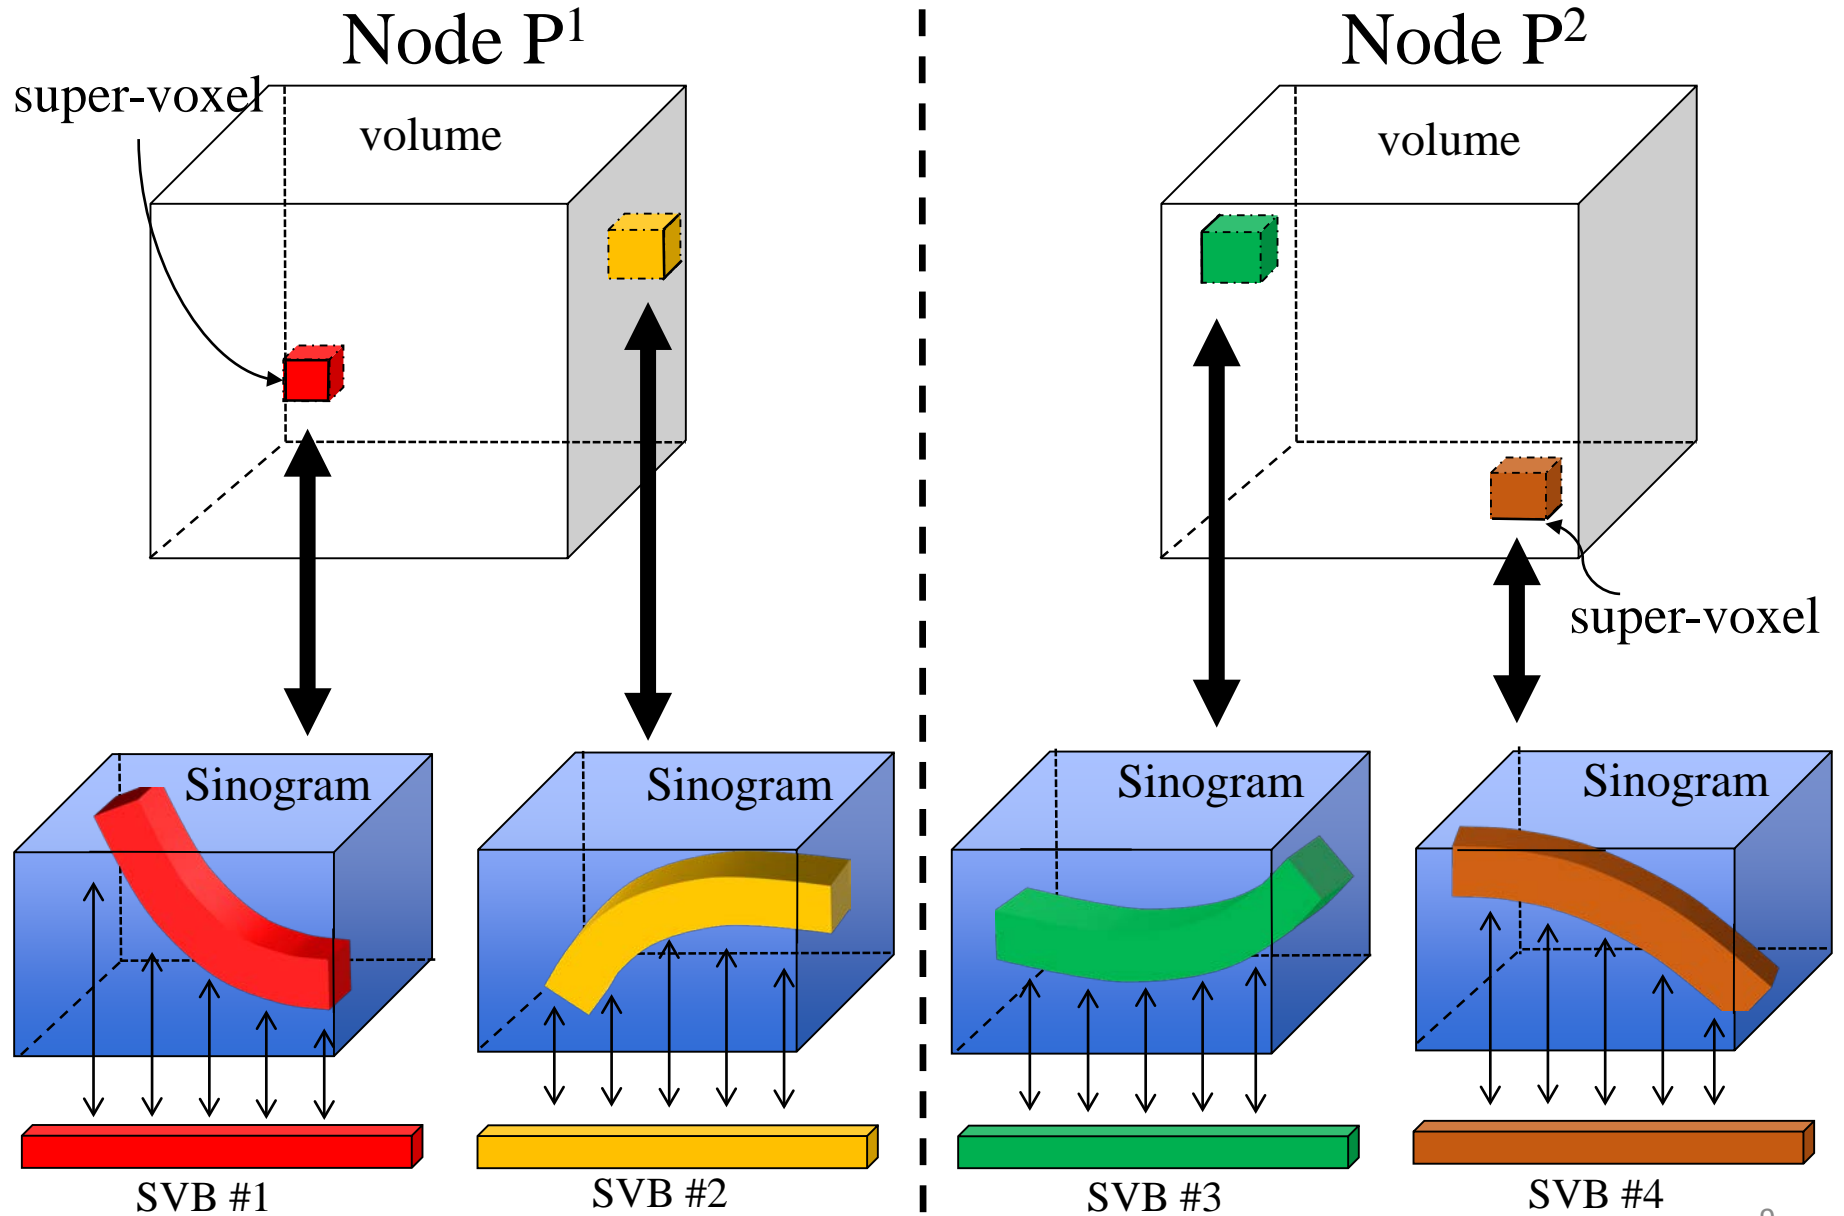 Node P¹
Node P²
super-voxel
volume
volume
super-voxel
Sinogram
Sinogram
Sinogram
Sinogram
SVB #1
SVB #2
SVB #3
SVB #4